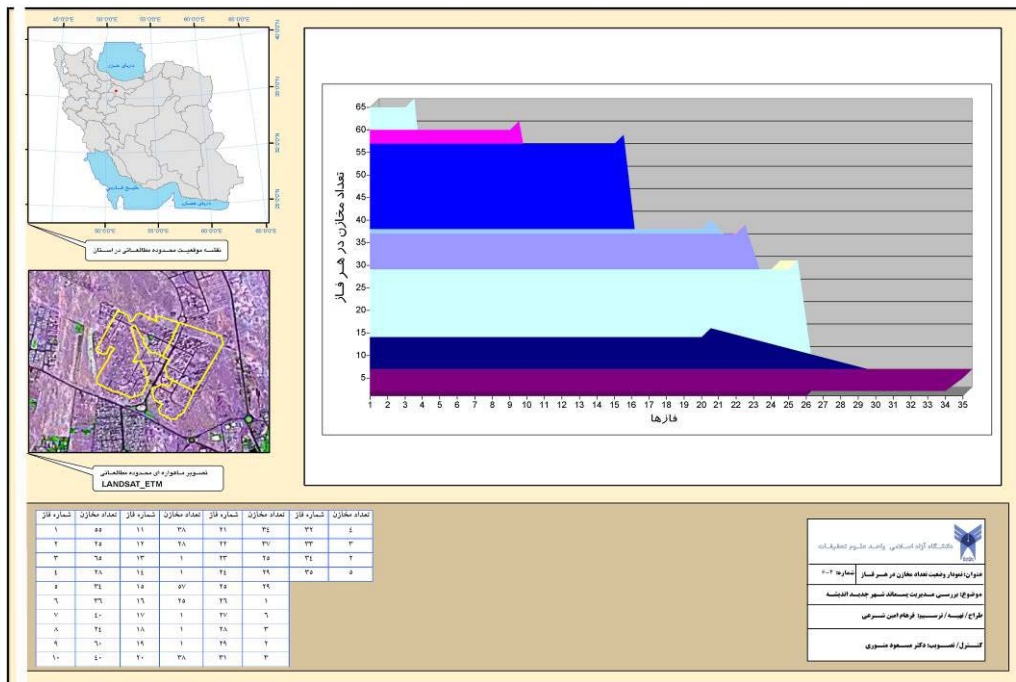 دریای خزر
خلیج فارس
دریای عمان
نقشه موقعیت محدوده مطالعاتی در استان
تصویر ماهواره ای محدوده مطالعاتی
LANDSAT_ETM
تعداد مخازن در هر فاز
65
60
55
50
45
40
35
30
25
20
15
10
5
1 2 3 4 5 6 7 8 9 10 11 12 13 14 15 16 17 18 19 20 21 22 23 24 25 26 27 28 29 30 31 32 33 34 35
فازها
شماره فاز تعداد مخازن شماره فاز تعداد مخازن شماره فاز تعداد مخازن شماره فاز تعداد مخازن
۱ ۵۵ ۱۱ ۳۸ ۲۱ ۳٤ ۳۲ ٤
۲ ۲۵ ۱۲ ۲۸ ۲۲ ۳۷ ۳۳ ۳
۳ ٦۵ ۱۳ ۱ ۲۳ ۲۵ ۳٤ ۲
٤ ۲۸ ۱٤ ۱ ۲٤ ۲۹ ۳۵ ۵
۵ ۳٤ ۱۵ ۵۷ ۲۵ ۲۹
٦ ۳٦ ۱٦ ۲۵ ۲٦ ۱
۷ ٤۰ ۱۷ ۱ ۲۷ ٦
۸ ۲٤ ۱۸ ۱ ۲۸ ۳
۹ ٦۰ ۱۹ ۱ ۲۹ ۲
۱۰ ٤۰ ۲۰ ۳۸ ۳۱ ۳
دانشگاه آزاد اسلامی واحد علوم تحقیقات
عنوان: نمودار وضعیت تعداد مخازن در هر فاز شماره:
موضوع: بررسی مدیریت پسماند شهر جدید اندیشه
طراح/تهیه/ترسیم: فرهام امین شرعی
کنترل/تصویب: دکتر مسعود منوری